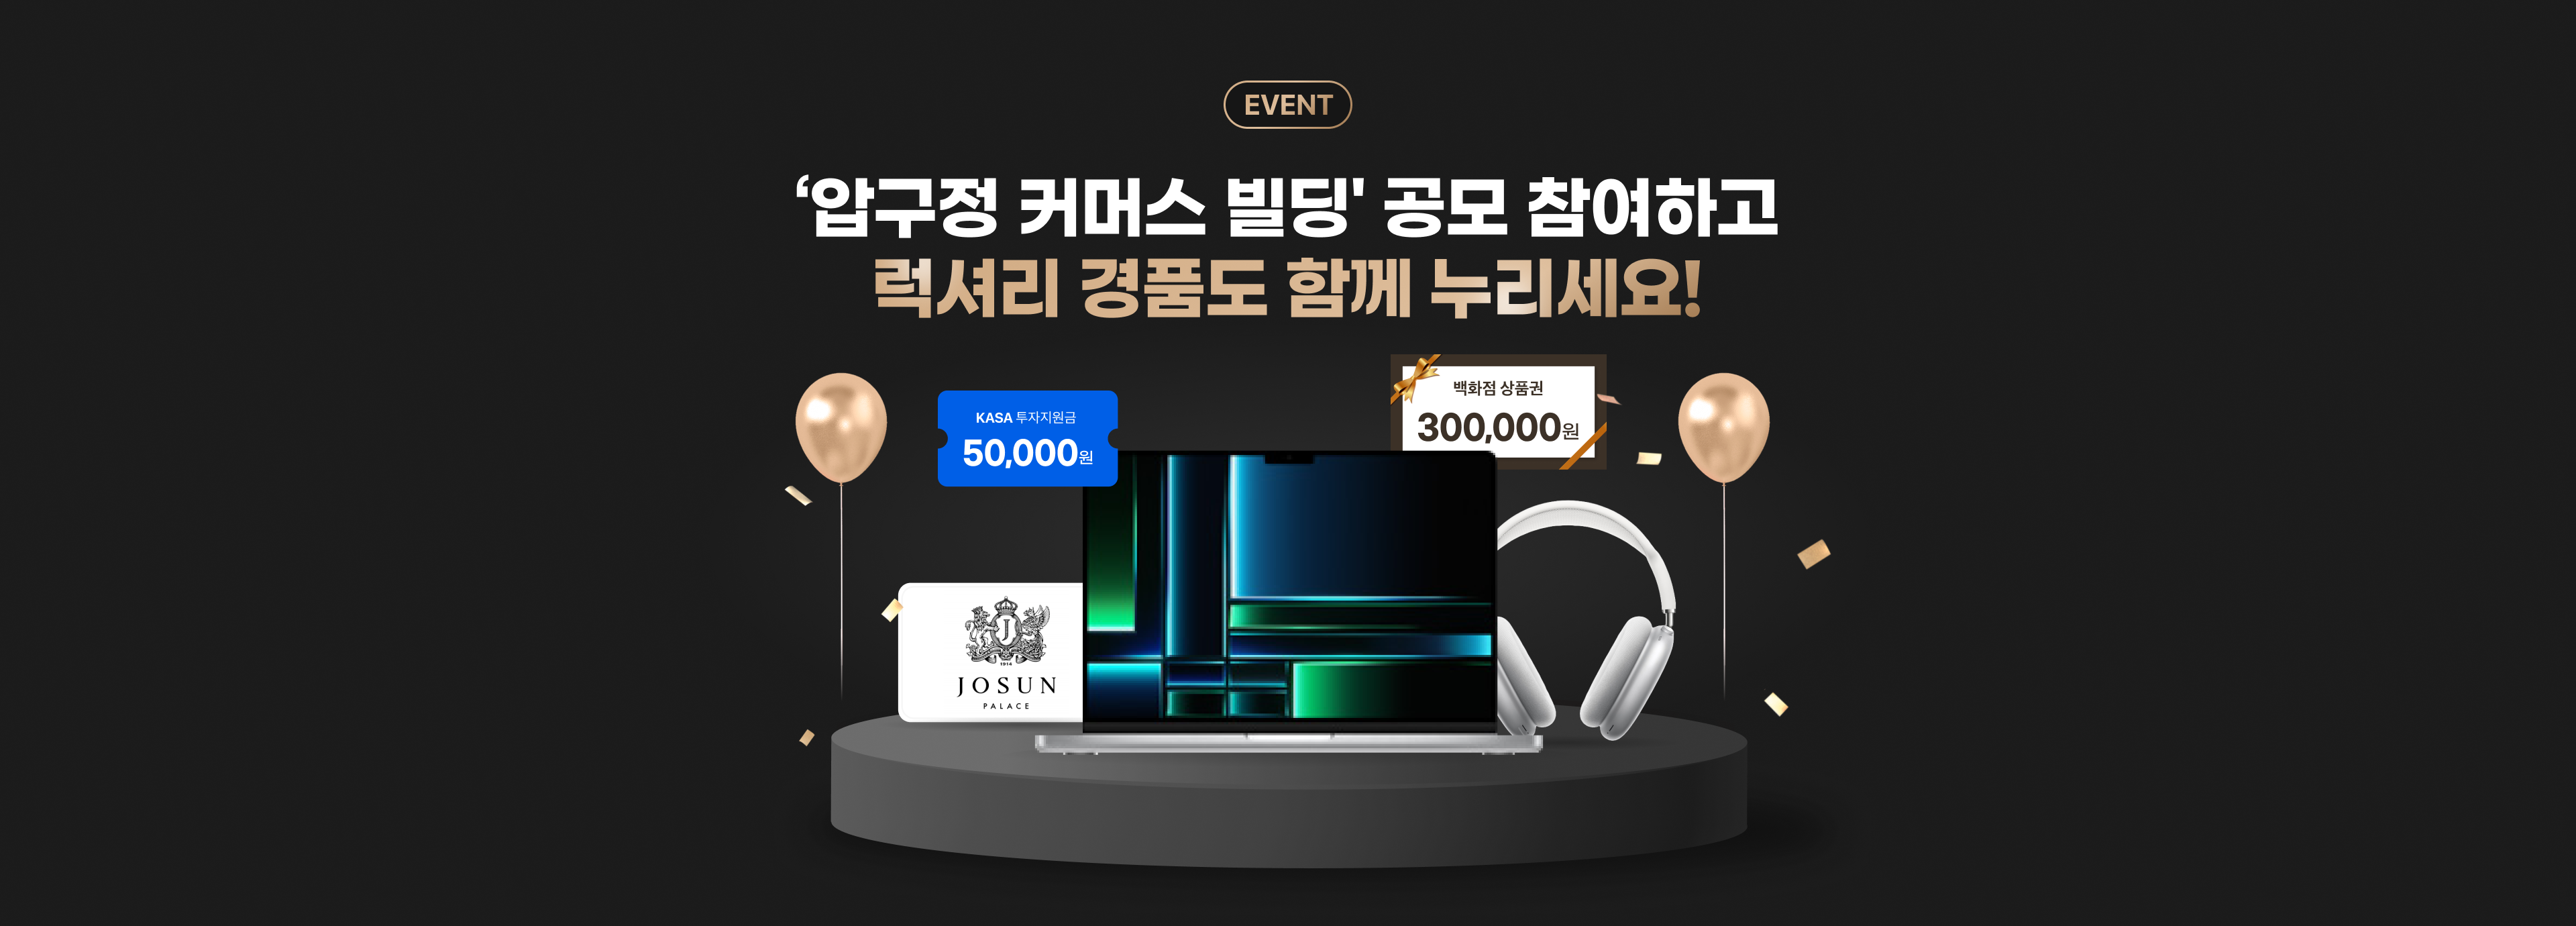 EVENT
‘압구정 커머스 빌딩' 공모 참여하고
럭셔리 경품도 함께 누리세요!
KASA 투자지원금
50,000원
백화점 상품권
300,000원
J
1914
JOSUN
PALACE